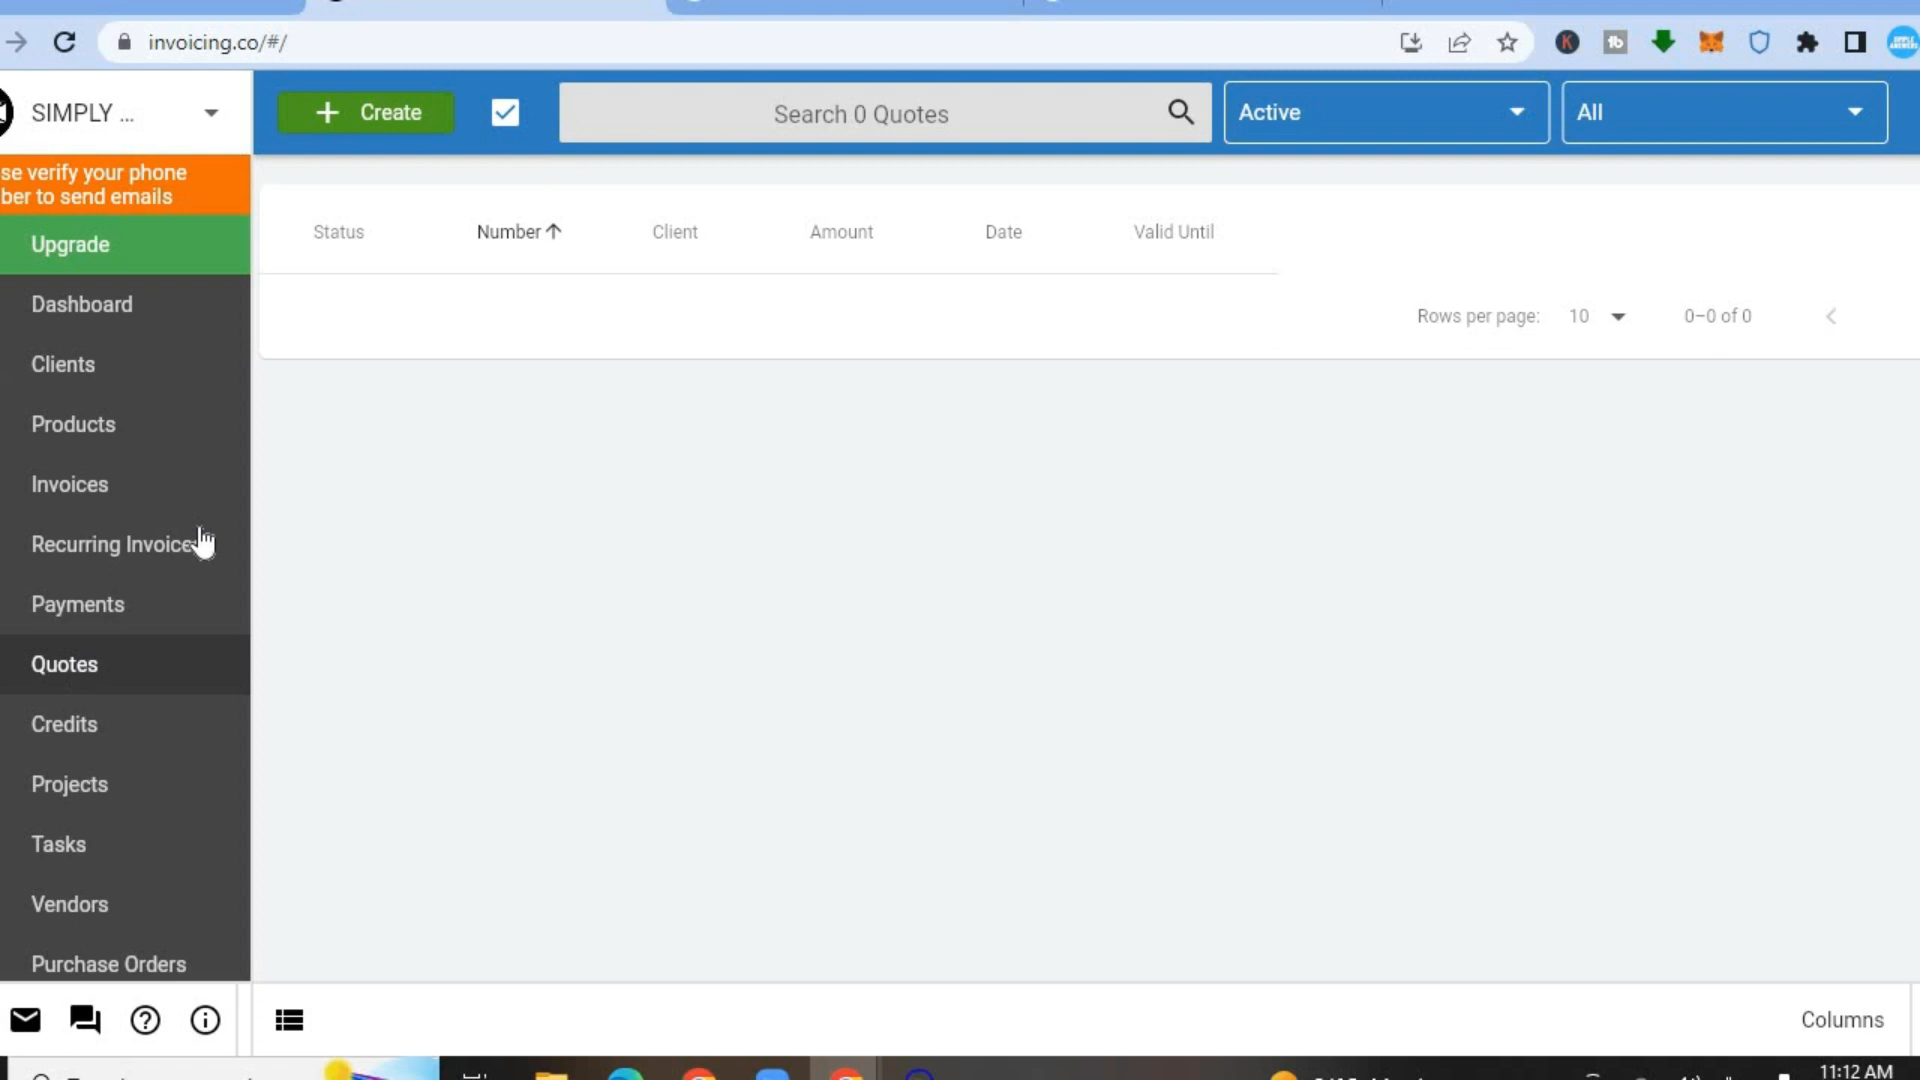 invoicing.co/#/
SIMPLY ...
Create
Search 0 Quotes
Active
All
se verify your phone
ber to send emails
Upgrade
Dashboard
Clients
Products
Invoices
Recurring Invoice
Payments
Quotes
Credits
Projects
Tasks
Vendors
Purchase Orders
Status
Number
Client
Amount
Date
Valid Until
Rows per page:
10
0–0 of 0
Columns
11:12 AM